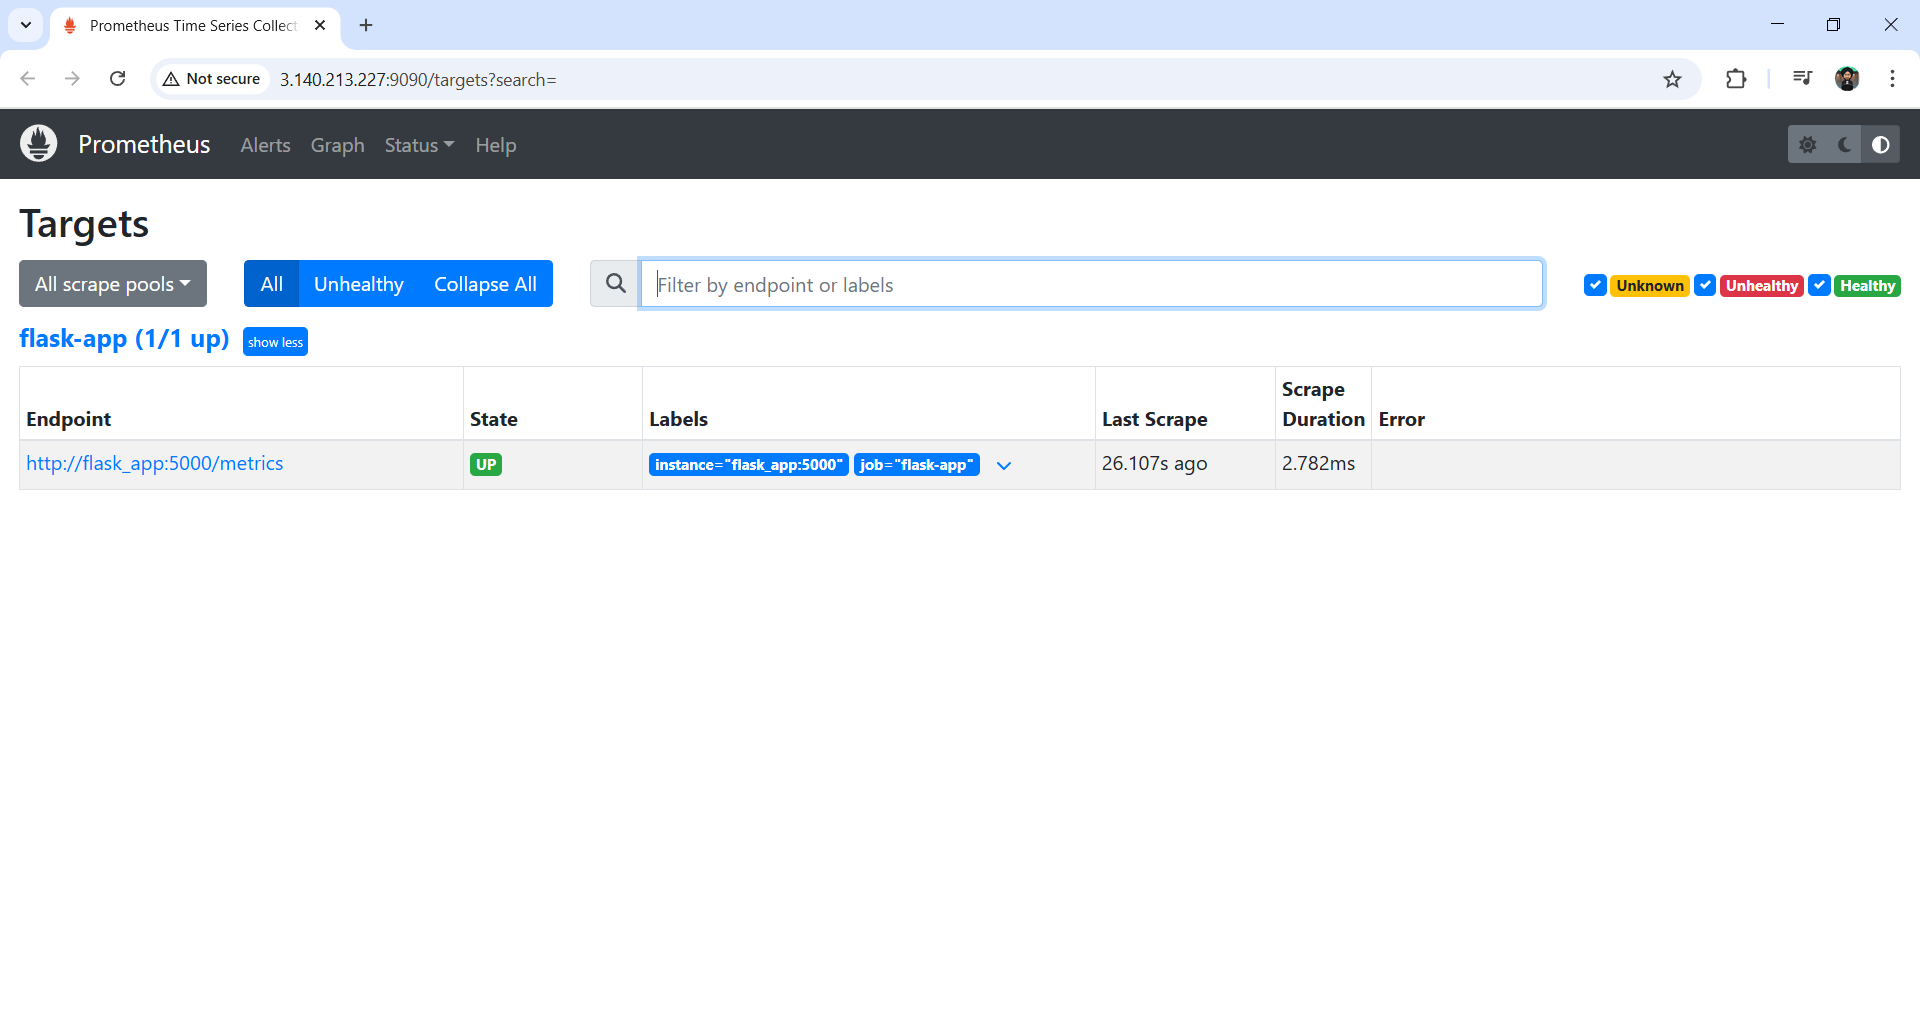 Prometheus Time Series Collect
Not secure 3.140.213.227:9090/targets?search=
Prometheus Alerts Graph Status Help
Targets
All scrape pools All Unhealthy Collapse All Filter by endpoint or labels Unknown Unhealthy Healthy
flask-app (1/1 up) show less
Endpoint State Labels Last Scrape Scrape Duration Error
http://flask_app:5000/metrics UP instance="flask_app:5000" job="flask-app" 26.107s ago 2.782ms